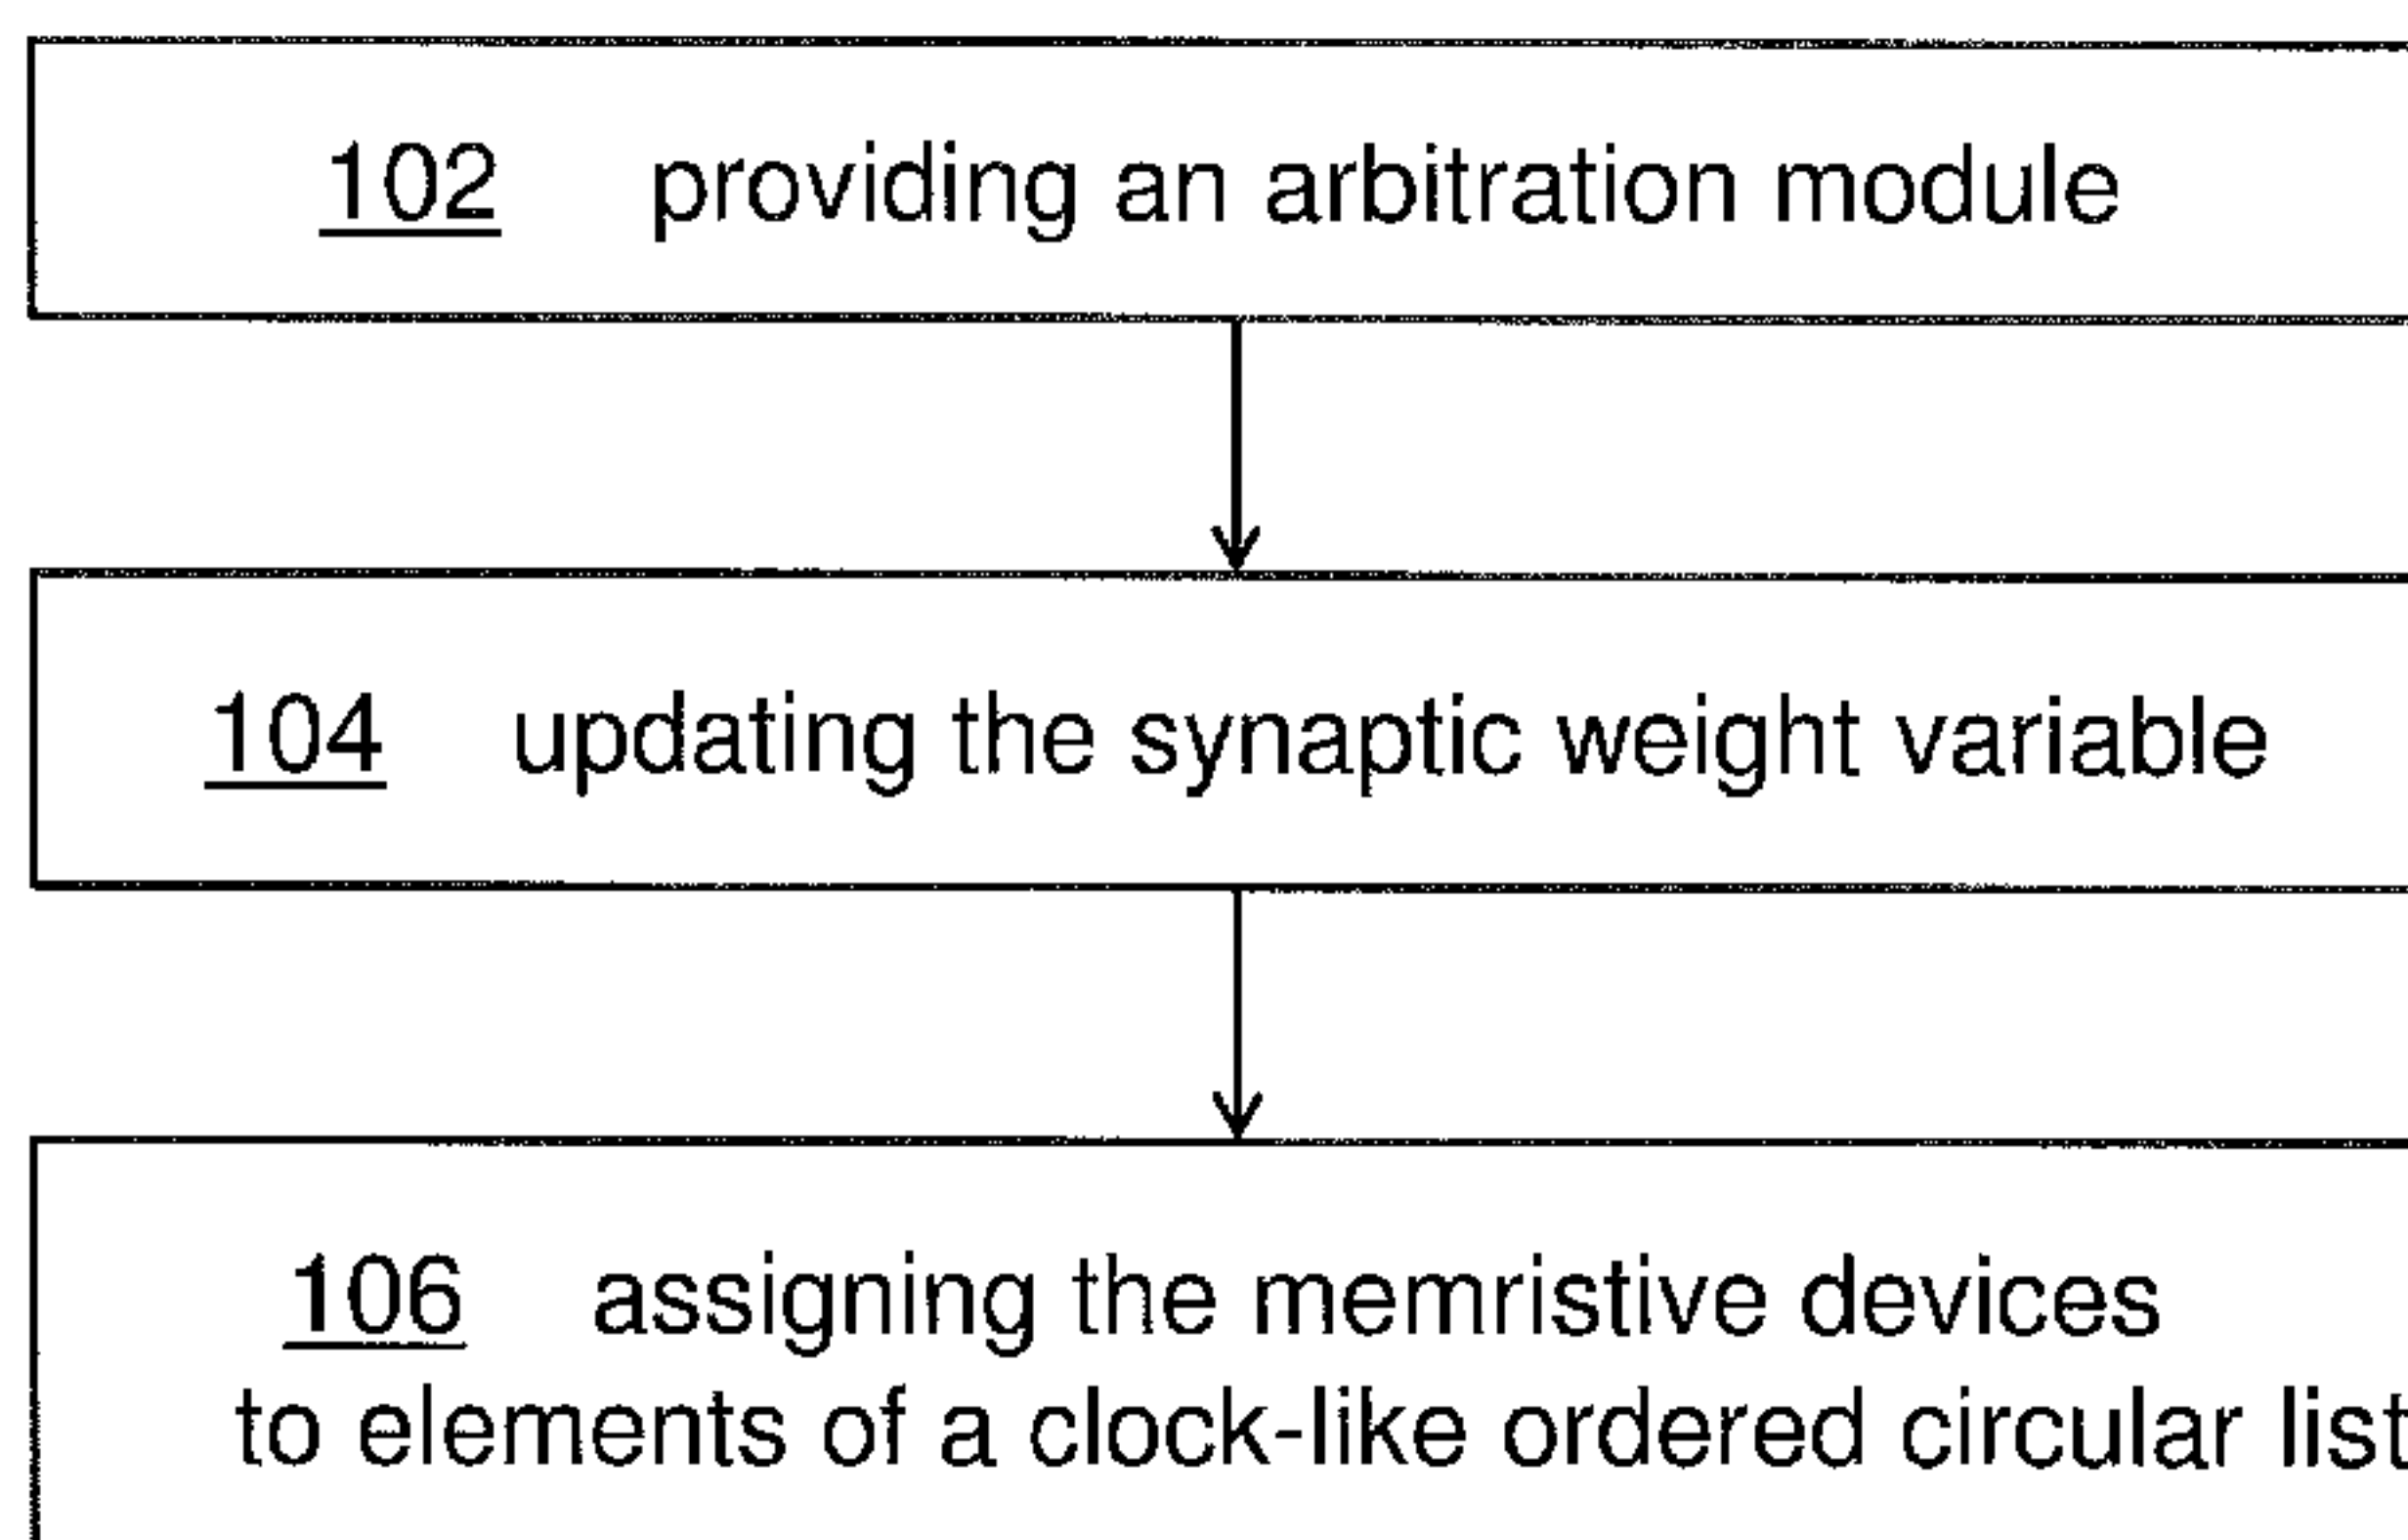 102 providing an arbitration module
104 updating the synaptic weight variable
106 assigning the memristive devices
to elements of a clock-like ordered circular list